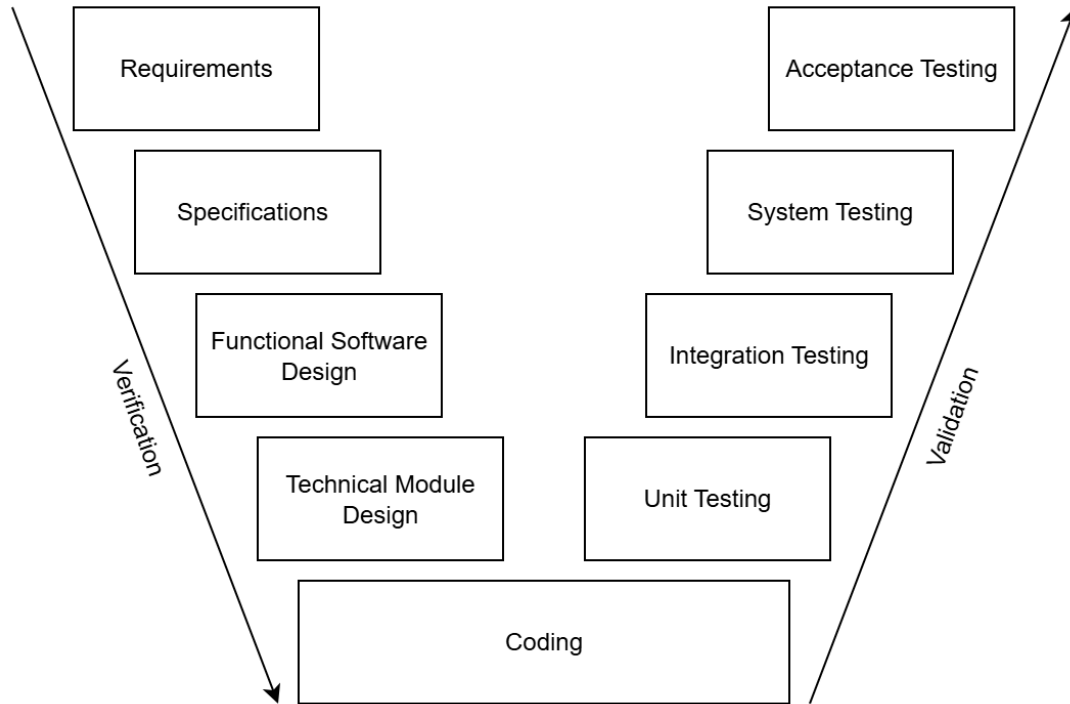 Requirements
Acceptance Testing
Specifications
System Testing
Functional Software
Design
Integration Testing
Verification
Validation
Technical Module
Design
Unit Testing
Coding